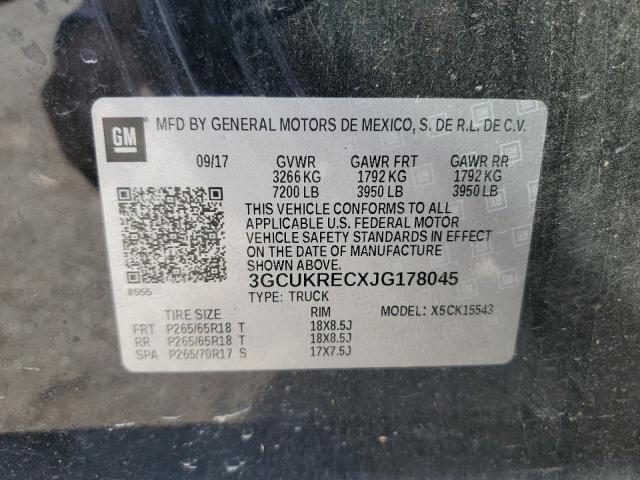 GM
MFD BY GENERAL MOTORS DE MEXICO, S. DE R.L. DE C.V.
09/17 GVWR GAWR FRT GAWR RR
3266 KG 1792 KG 1792 KG
7200 LB 3950 LB 3950 LB
THIS VEHICLE CONFORMS TO ALL
APPLICABLE U.S. FEDERAL MOTOR
VEHICLE SAFETY STANDARDS IN EFFECT
ON THE DATE OF MANUFACTURE
SHOWN ABOVE.
8555 3GCUKRECXJG178045
TYPE: TRUCK
TIRE SIZE RIM MODEL: X5CK15543
FRT P265/65R18 T 18X8.5J
RR P265/65R18 T 18X8.5J
SPA P265/70R17 S 17X7.5J